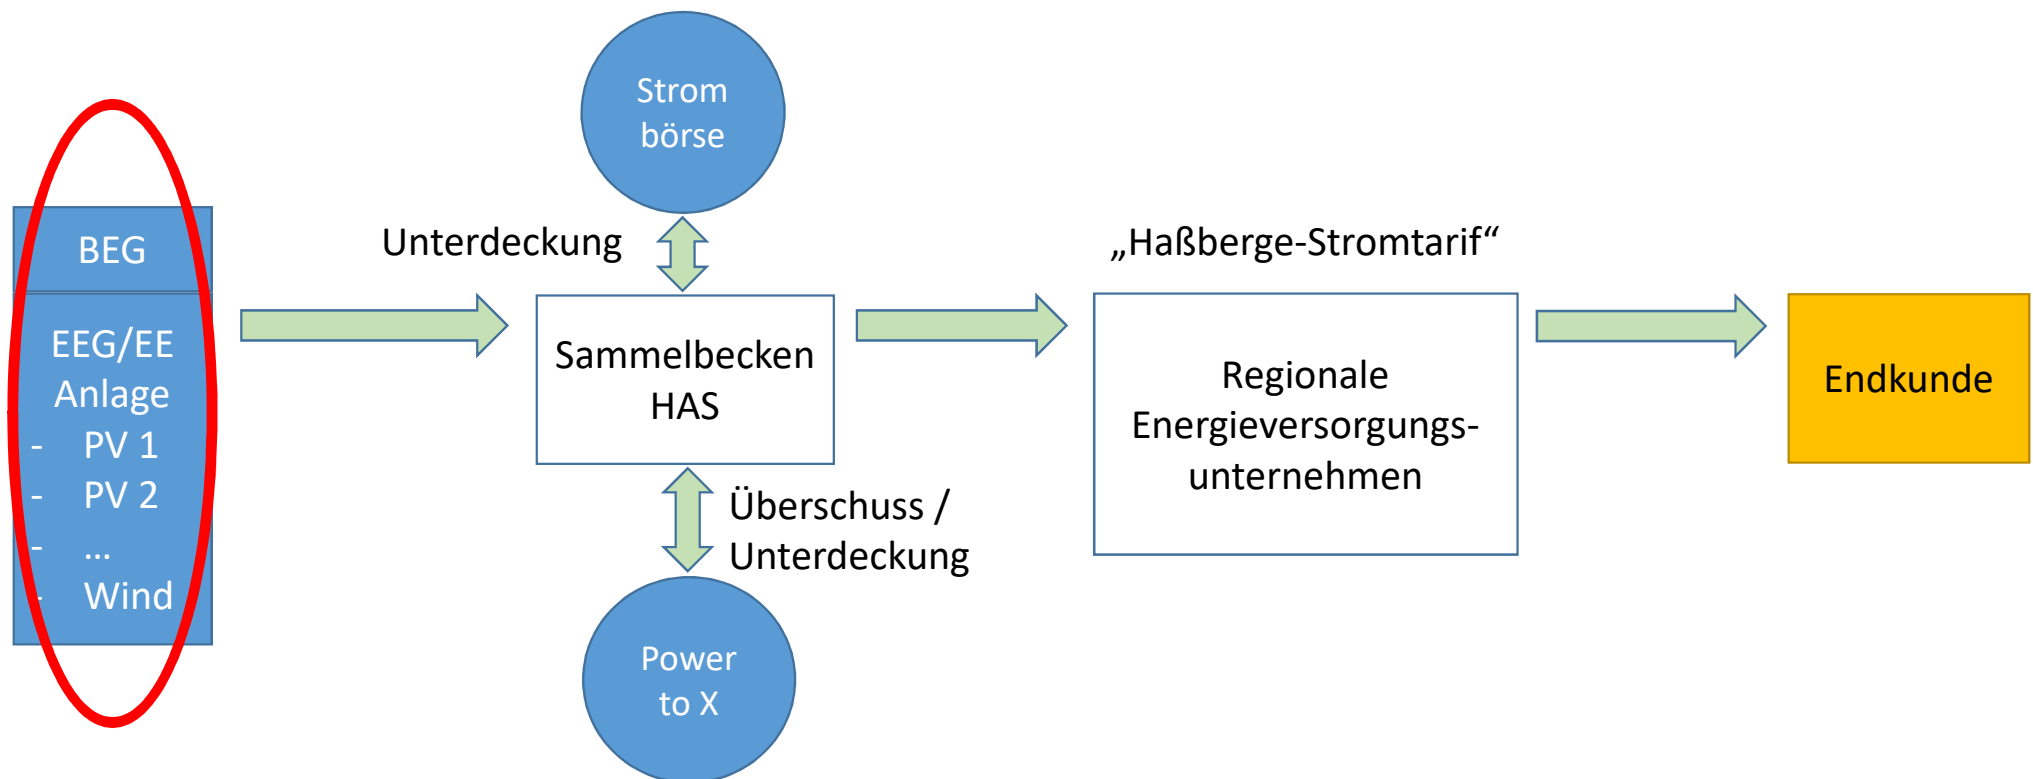 BEG
EEG/EE
Anlage
- PV 1
- PV 2
- ...
- Wind
Strom
börse
Unterdeckung
Sammelbecken
HAS
Überschuss /
Unterdeckung
Power
to X
„Haßberge-Stromtarif“
Regionale
Energieversorgungs-
unternehmen
Endkunde